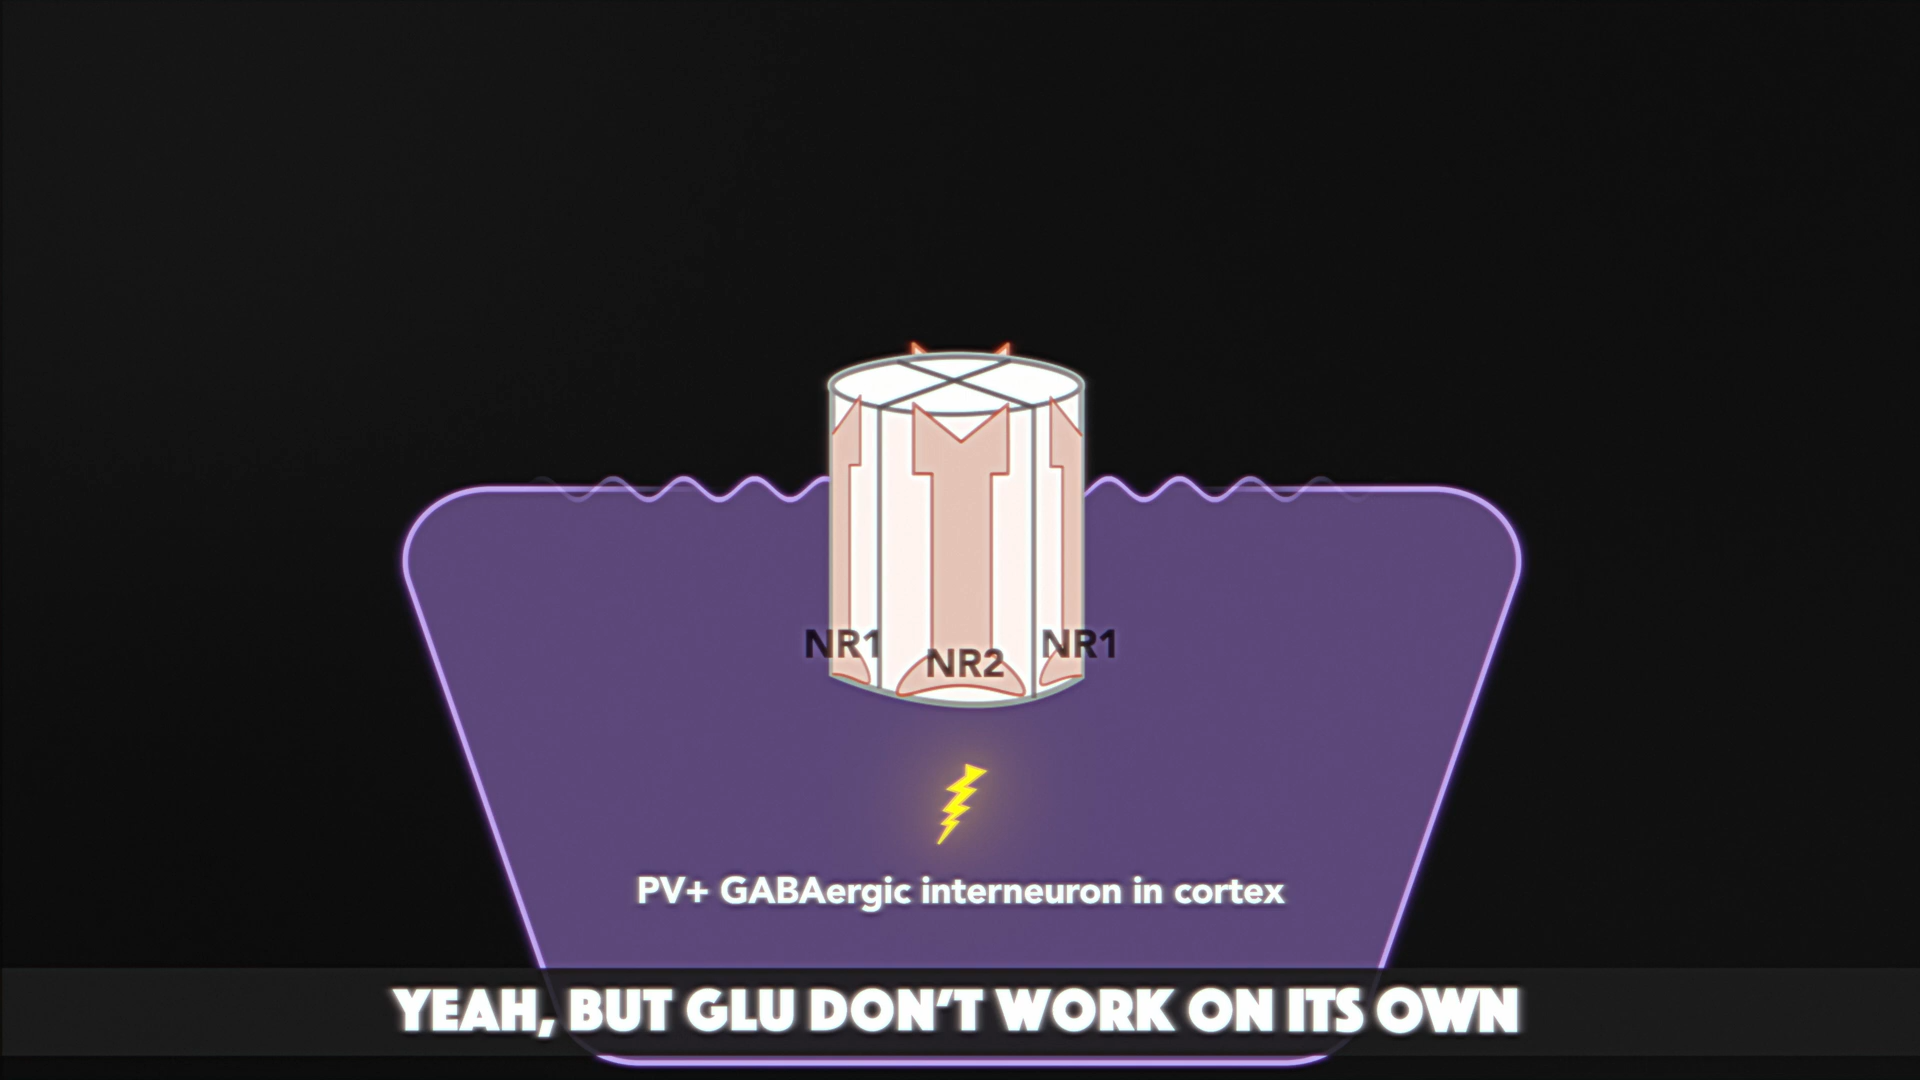 NR1
NR2
NR1
PV+ GABAergic interneuron in cortex
YEAH, BUT GLU DON'T WORK ON ITS OWN